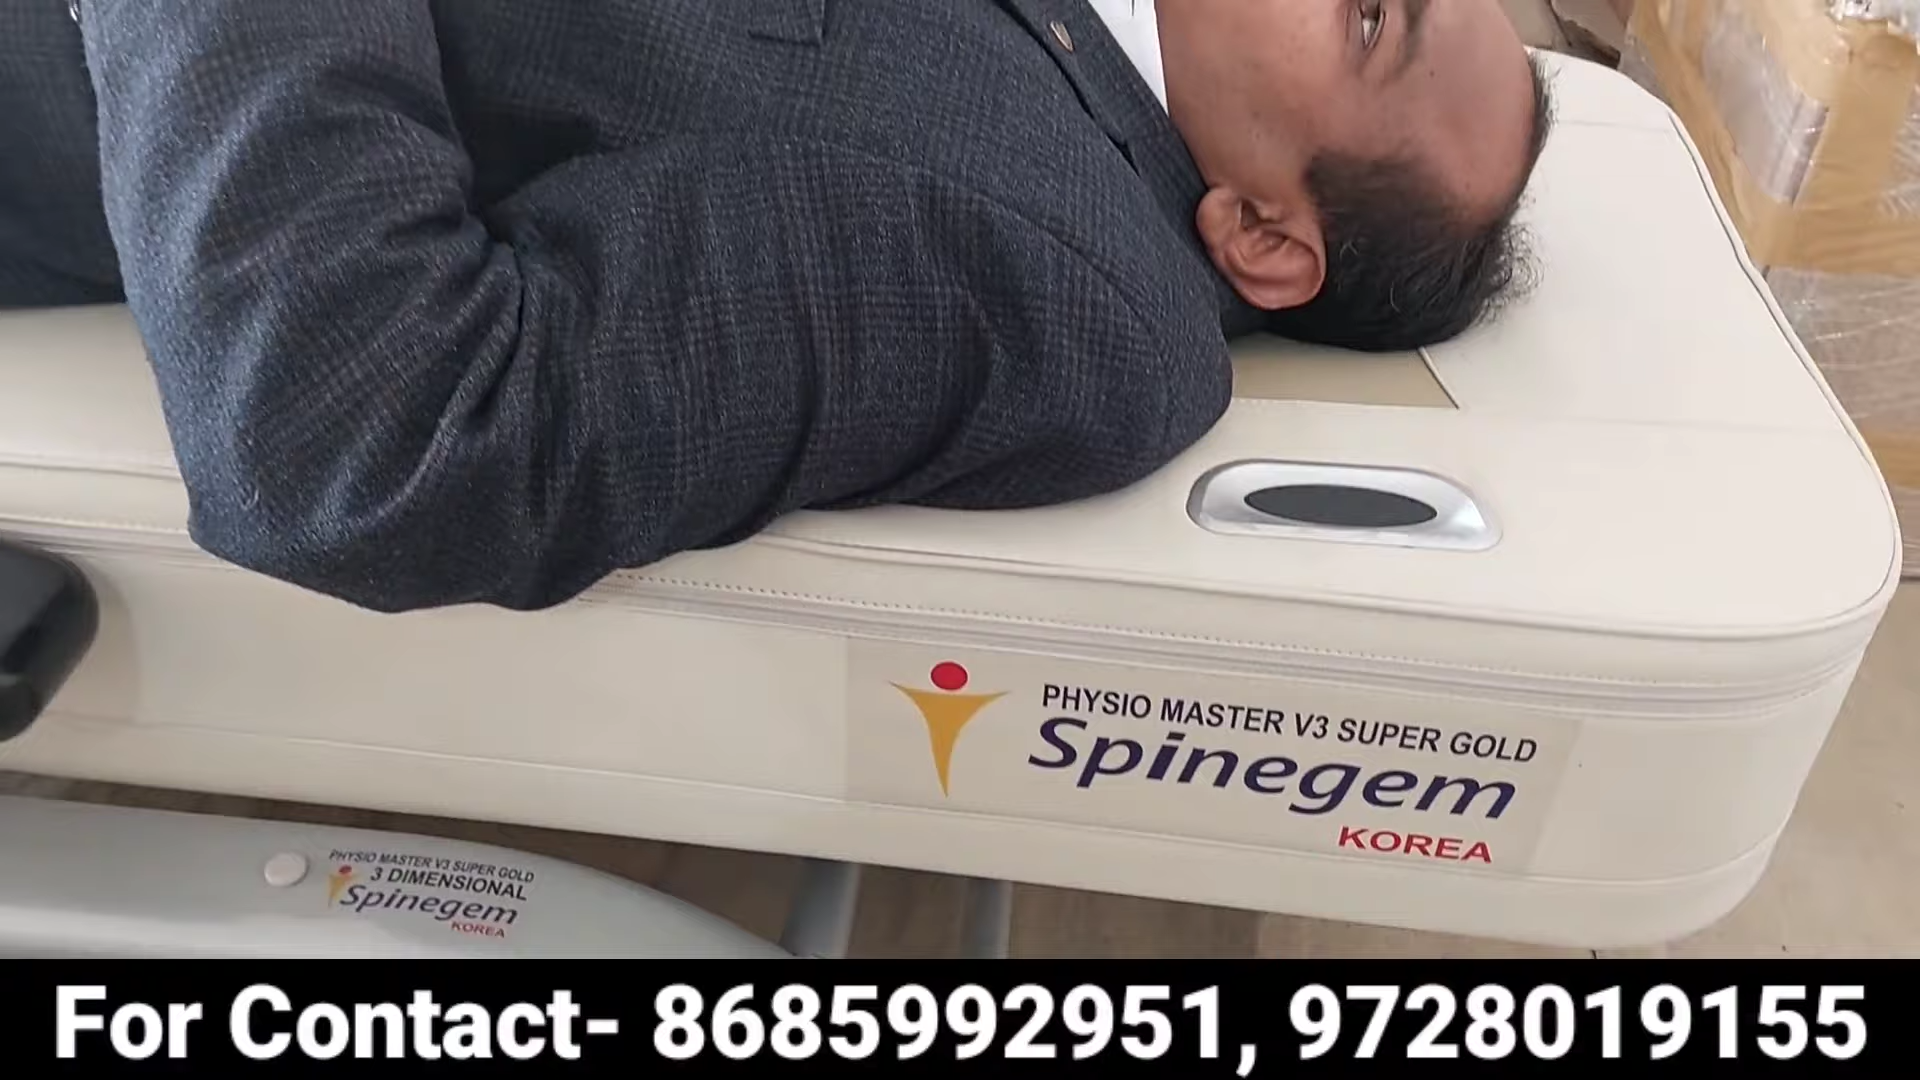 PHYSIO MASTER V3 SUPER GOLD
Spinegem
KOREA
PHYSIO MASTER V3 SUPER GOLD
3 DIMENSIONAL
Spinegem
KOREA
For Contact- 8685992951, 9728019155